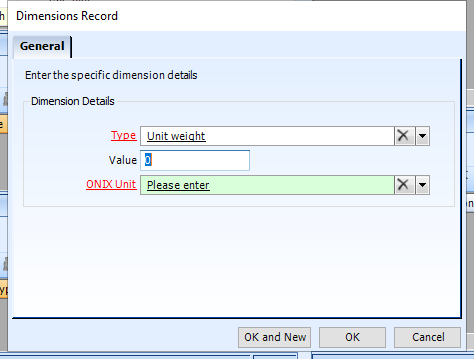 Dimensions Record
General
Enter the specific dimension details
Dimension Details
Type Unit weight
Value 0
ONIX Unit Please enter
OK and New OK Cancel